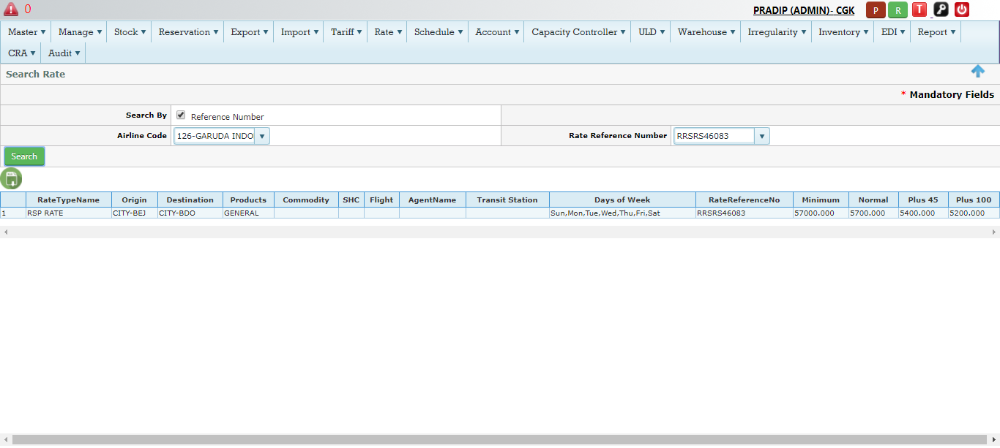 0 PRADIP (ADMIN)- CGK P R T
Master Manage Stock Reservation Export Import Tariff Rate Schedule Account Capacity Controller ULD Warehouse Irregularity Inventory EDI Report
CRA Audit
Search Rate
* Mandatory Fields
Search By Reference Number
Airline Code 126-GARUDA INDO Rate Reference Number RRSRS46083
Search
RateTypeName Origin Destination Products Commodity SHC Flight AgentName Transit Station Days of Week RateReferenceNo Minimum Normal Plus 45 Plus 100
1 RSP RATE CITY-BEJ CITY-BDO GENERAL Sun,Mon,Tue,Wed,Thu,Fri,Sat RRSRS46083 57000.000 5700.000 5400.000 5200.000